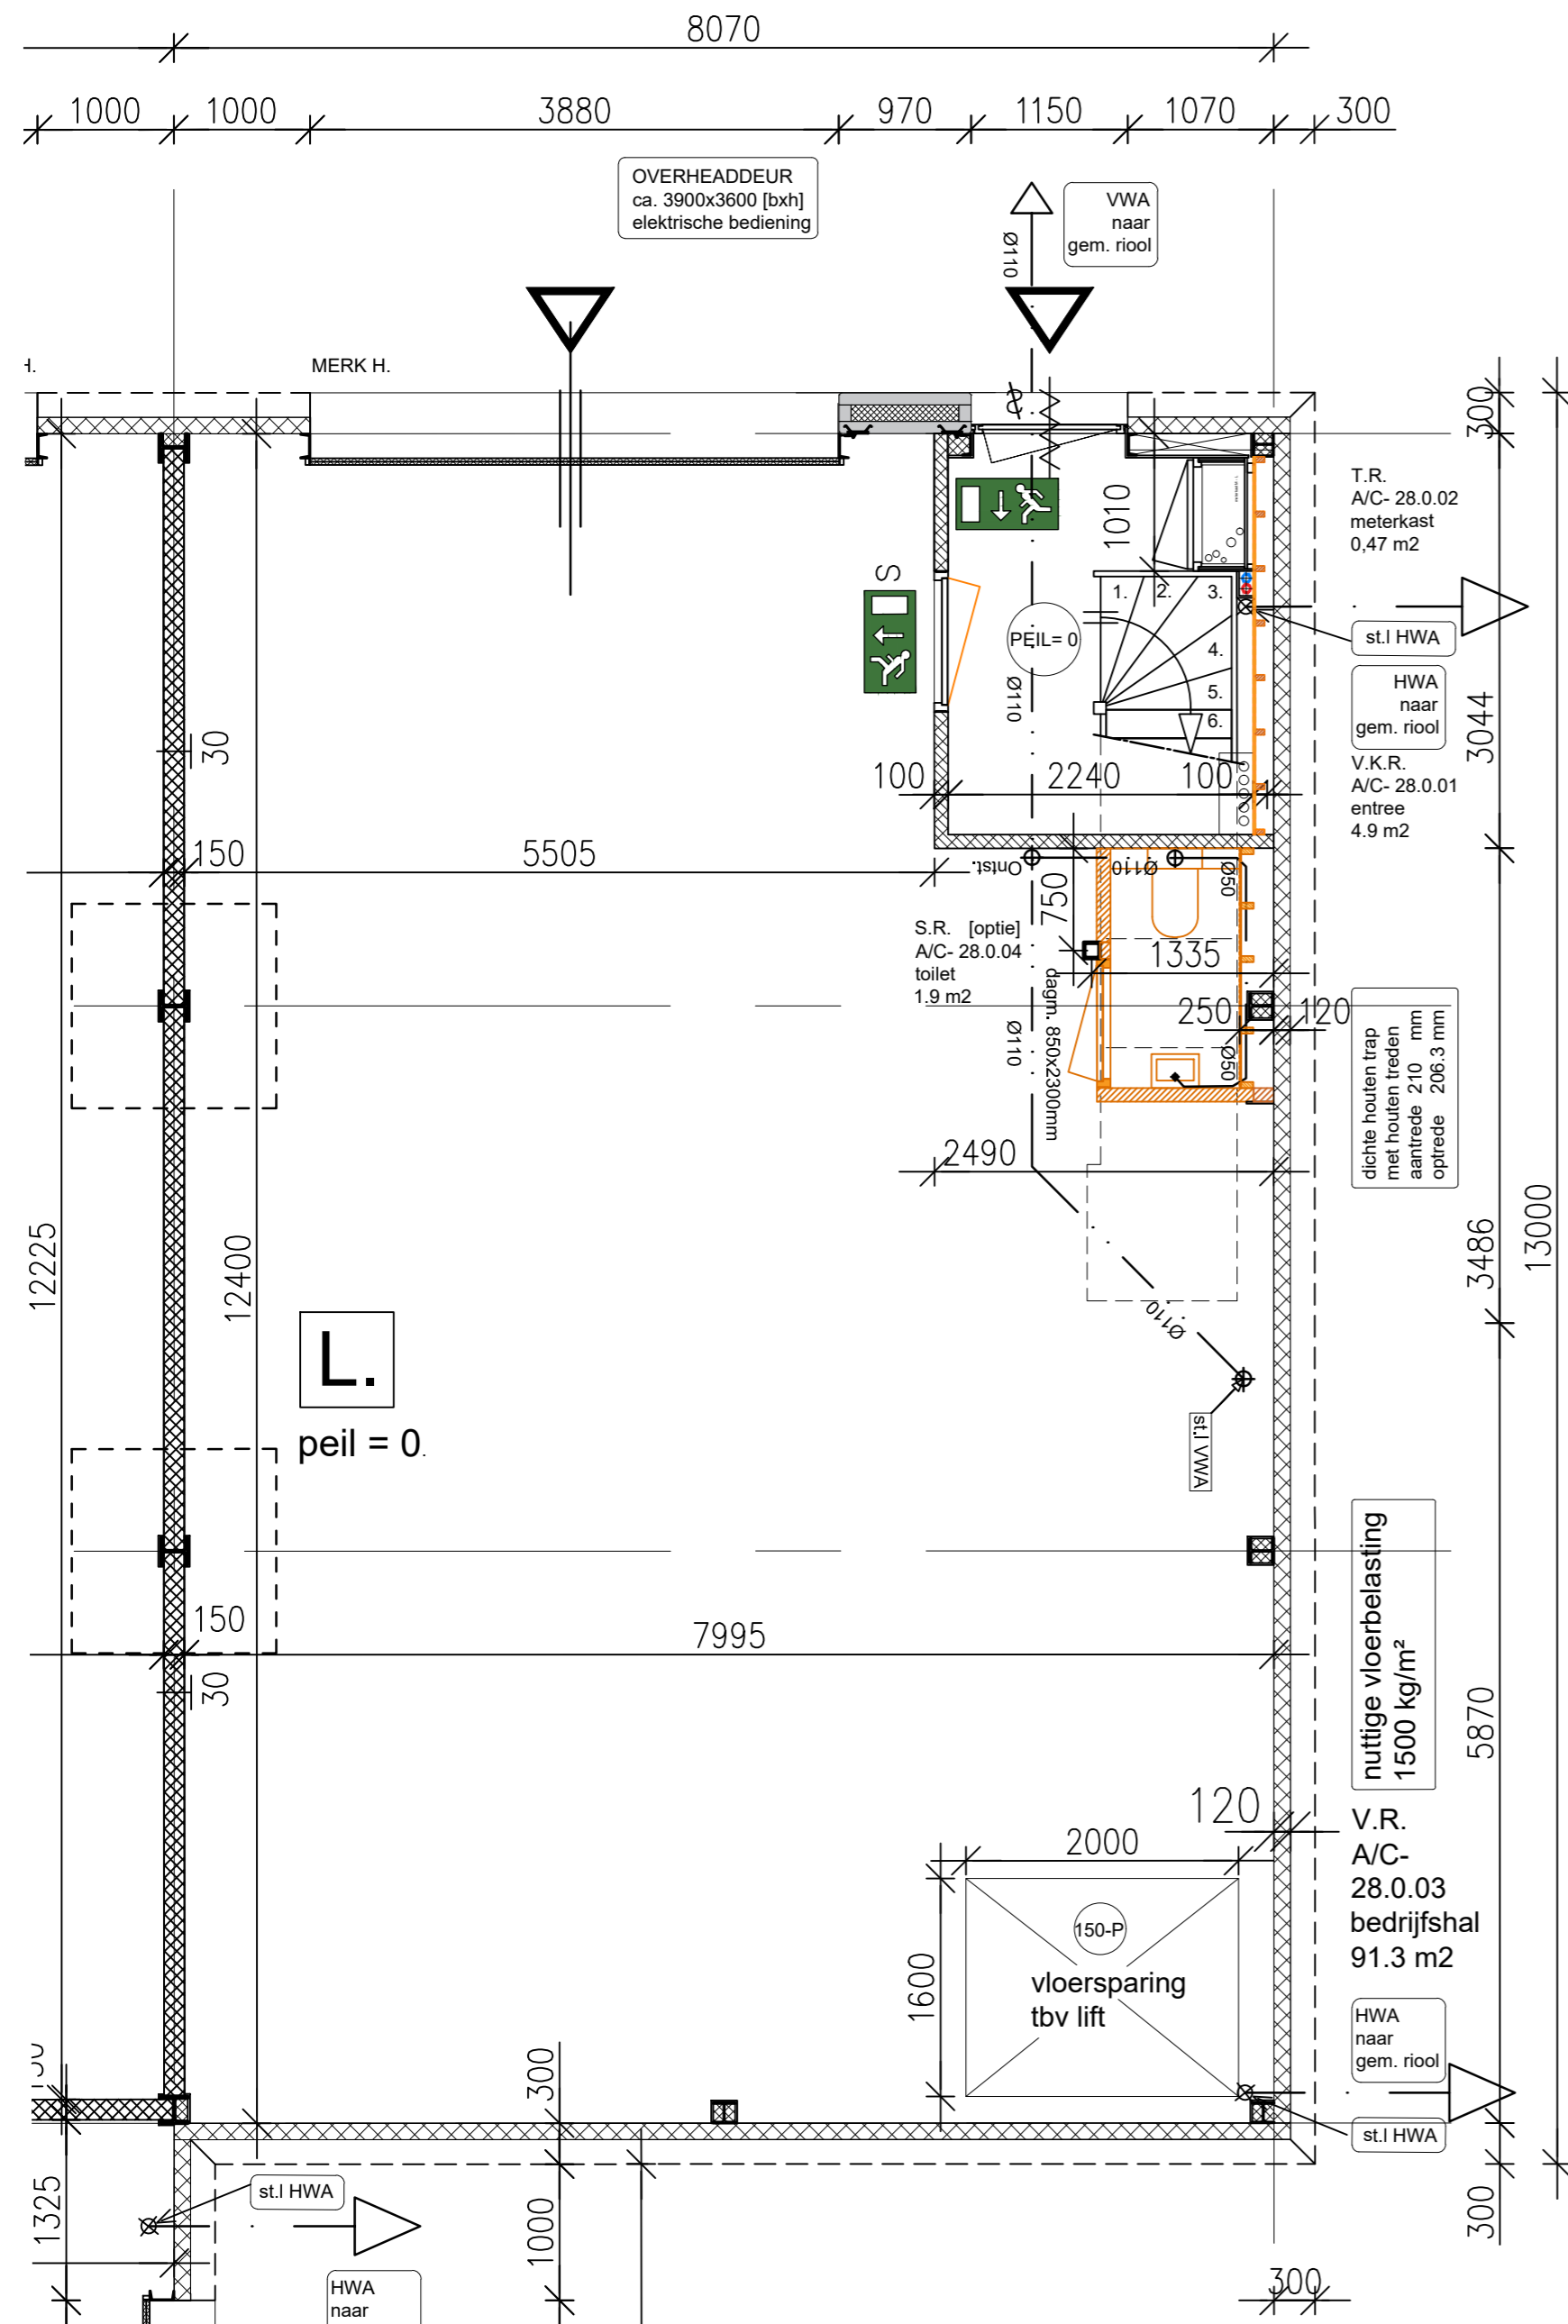 8070
1000
1000
3880
970
1150
1070
300
OVERHEADDEUR
ca. 3900x3600 [bxh]
elektrische bediening
VWA
naar
gem. riool
Ø110
H.
MERK H.
300
1010
T.R.
A/C- 28.0.02
meterkast
0,47 m2
S
1.
2.
3.
4.
5.
6.
PEIL= 0
st.l HWA
HWA
naar
gem. riool
3044
Ø110
30
V.K.R.
A/C- 28.0.01
entree
4.9 m2
100
2240
100
150
5505
Ontst.
Ø110
Ø50
750
S.R. [optie]
A/C- 28.0.04
toilet
1.9 m2
1335
dagm. 850x2300mm
Ø110
250
120
Ø50
dichte houten trap
met houten treden
aantrede 210 mm
optrede 206.3 mm
2490
12225
12400
3486
13000
Ø110
L.
peil = 0.
st.l VWA
nuttige vloerbelasting
1500 kg/m²
150
7995
30
5870
120
V.R.
A/C-
28.0.03
bedrijfshal
91.3 m2
2000
150-P
1600
vloersparing
tbv lift
HWA
naar
gem. riool
300
st.l HWA
st.l HWA
1325
1000
300
300
HWA
naar